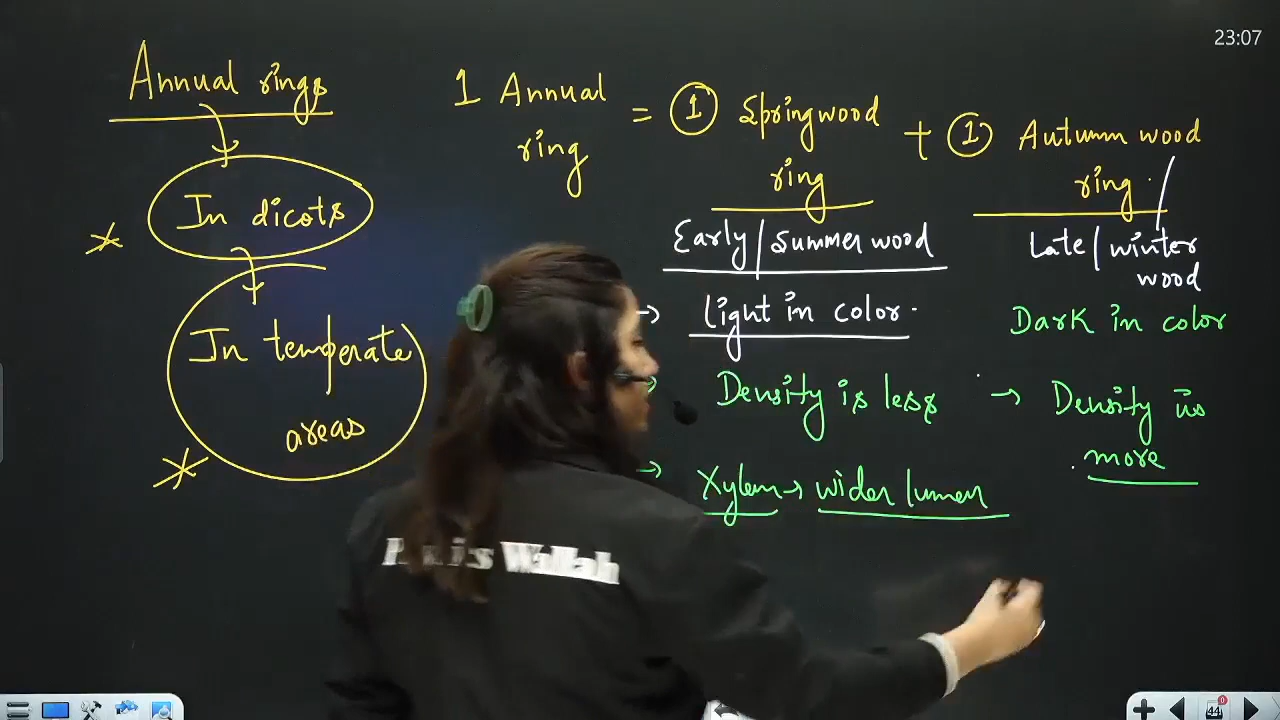 23:07
Annual rings
In dicots
In temperate
areas
1 Annual
ring
= 1 Springwood
ring
+ 1 Autumn wood
ring.
Early/Summer wood
Late/winter
wood
→ light in color.
Dark in color
Density is less
→ Density is
more
→ Xylem → wider lumen
Wallah
44